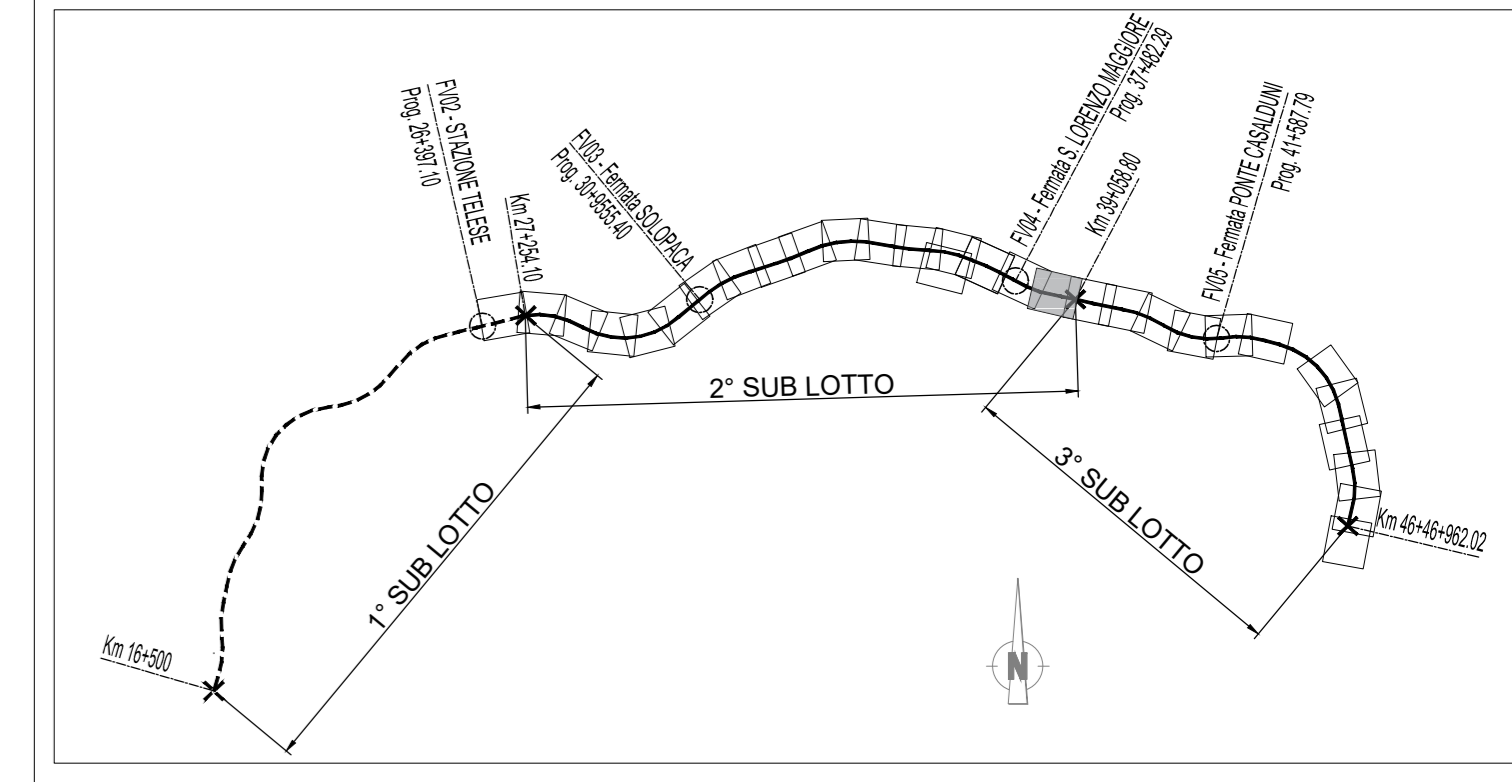 FV02 - STAZIONE TELESE
Prog. 26+397.10
Km 27+254.10
FV03 - Fermata SOLOPACA
Prog. 30+9555.40
FV04 - Fermata S. LORENZO MAGGIORE
Prog. 37+482.29
Km 39+058.80
FV05 - Fermata PONTE CASALDUNI
Prog. 41+587.79
2° SUB LOTTO
1° SUB LOTTO
3° SUB LOTTO
Km 46+46+962.02
Km 16+500
N